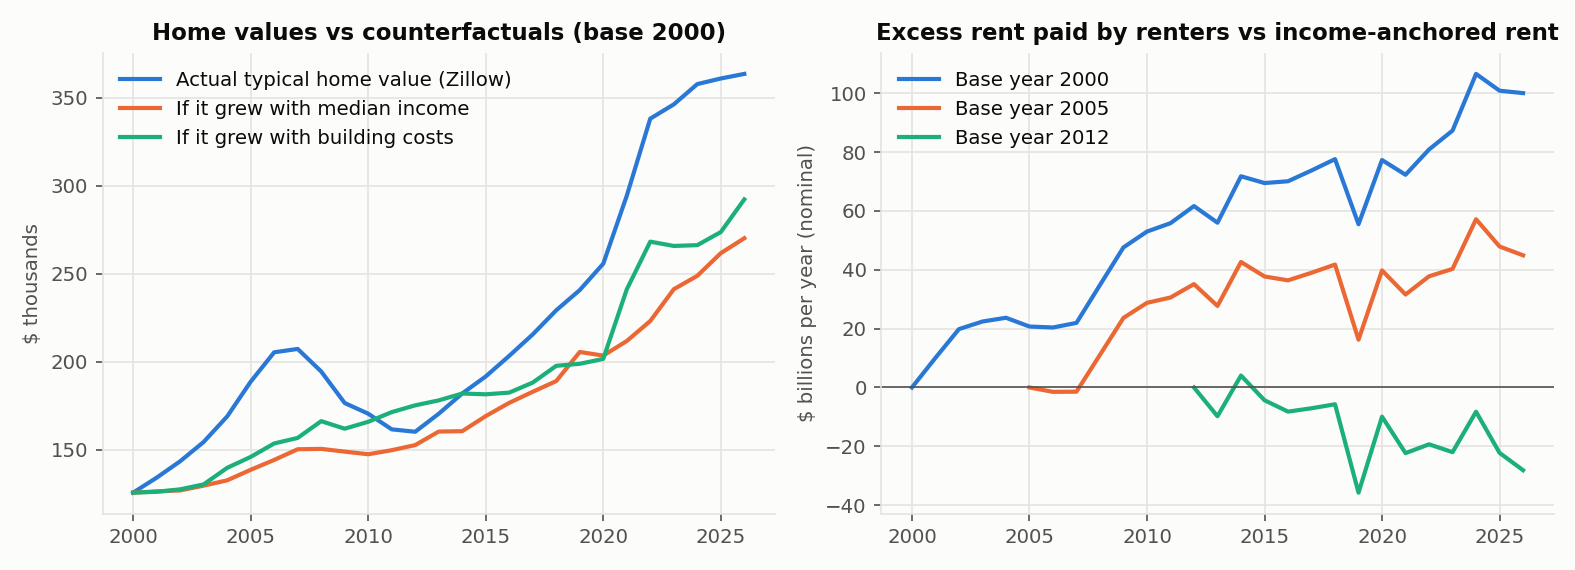 Home values vs counterfactuals (base 2000)
$ thousands
350
300
250
200
150
Actual typical home value (Zillow)
If it grew with median income
If it grew with building costs
2000 2005 2010 2015 2020 2025
Excess rent paid by renters vs income-anchored rent
$ billions per year (nominal)
100
80
60
40
20
0
−20
−40
Base year 2000
Base year 2005
Base year 2012
2000 2005 2010 2015 2020 2025